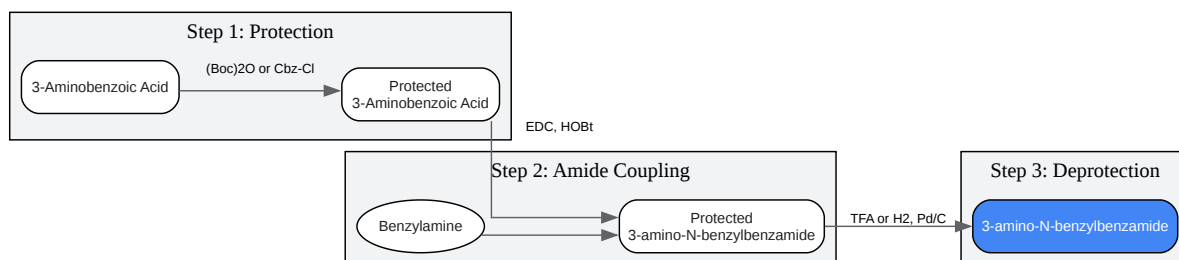 Step 1: Protection
3-Aminobenzoic Acid
(Boc)2O or Cbz-Cl
Protected
3-Aminobenzoic Acid
EDC, HOBt
Step 2: Amide Coupling
Benzylamine
Protected
3-amino-N-benzylbenzamide
TFA or H2, Pd/C
Step 3: Deprotection
3-amino-N-benzylbenzamide